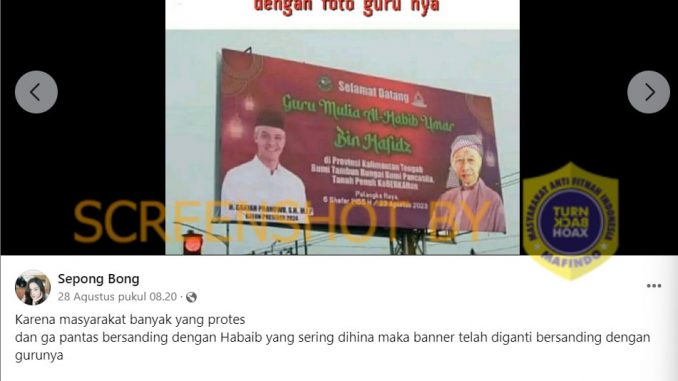 dengan foto guru nya
Selamat Datang
Guru Mulia Al-Habib Umar
Bin Hafidz
di Provinsi Kalimantan Tengah
Bumi Tambun Bungai Bumi Pancasila,
Tanah Penuh KeBERKAHan
Palangka Raya,
6 Shafar 1445 H / 23 Agustus 2023
H. GANJAR PRANOWO, S.H., M.IP
CALON PRESIDEN 2024
SCREENSHOT BY
MASYARAKAT ANTI FITNAH INDONESIA
TURN
BACK
HOAX
MAFINDO
Sepong Bong
28 Agustus pukul 08.20
Karena masyarakat banyak yang protes
dan ga pantas bersanding dengan Habaib yang sering dihina maka banner telah diganti bersanding dengan
gurunya